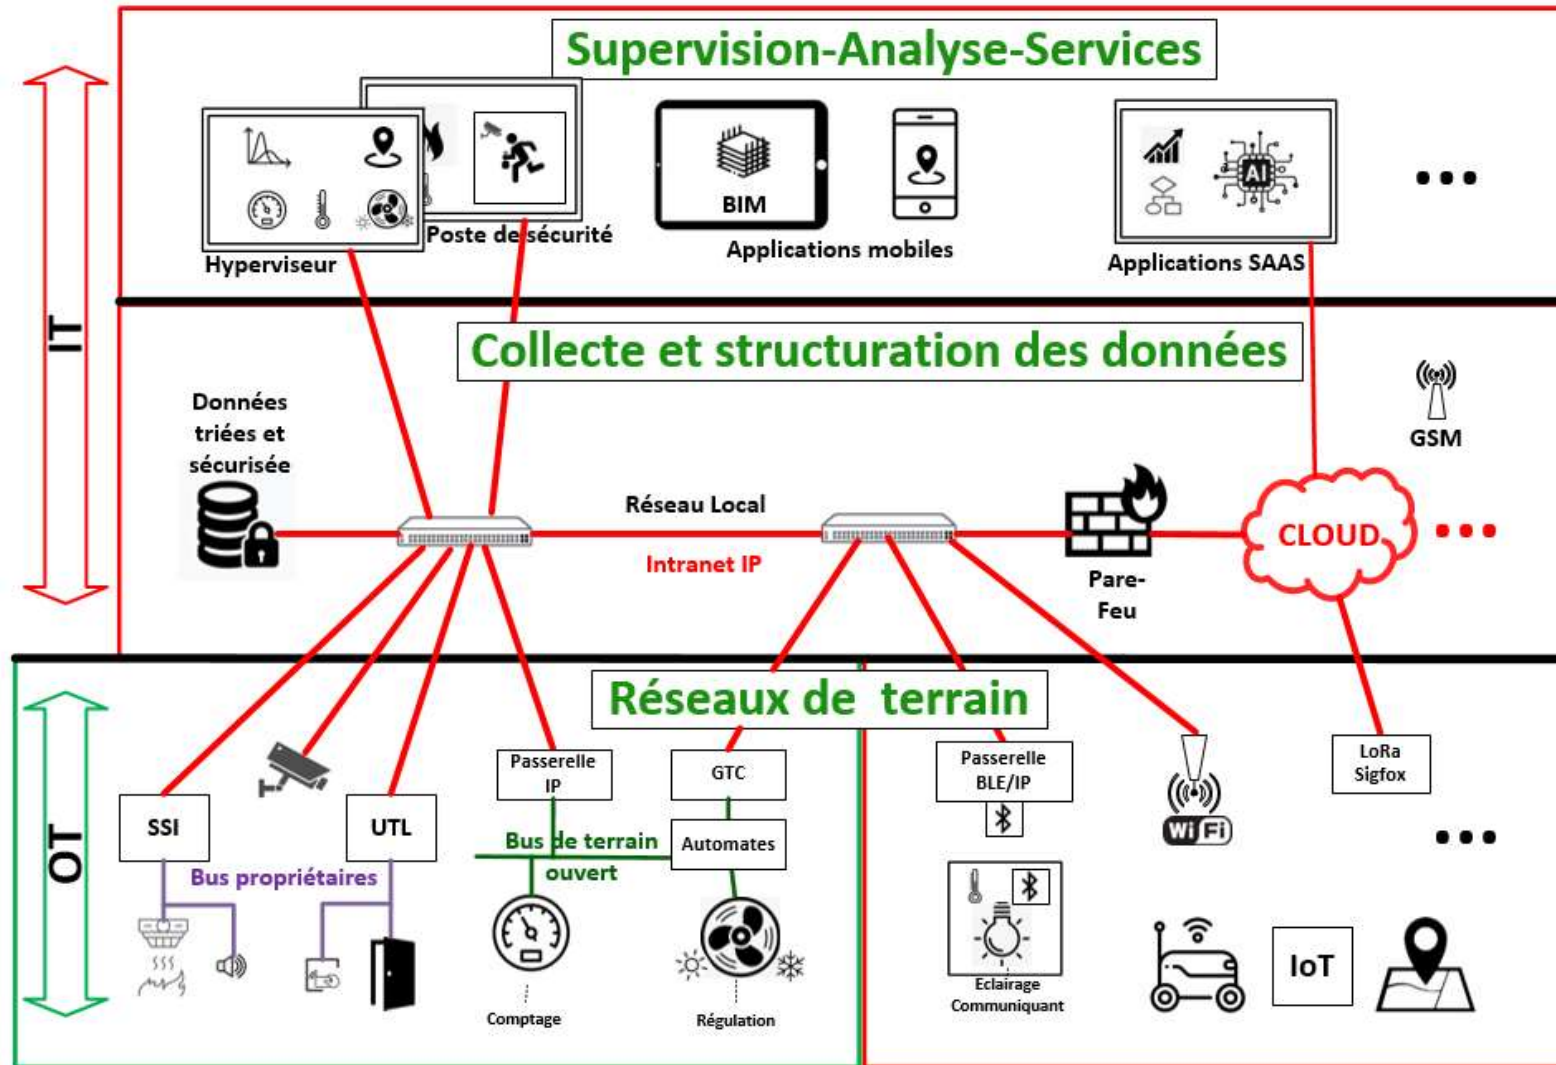 Supervision-Analyse-Services
BIM
AI
...
Poste de sécurité
Hyperviseur
Applications mobiles
Applications SAAS
IT
Collecte et structuration des données
Données
triées et
sécurisée
GSM
Réseau Local
Intranet IP
CLOUD
...
Pare-
Feu
Réseaux de terrain
OT
SSI
UTL
Passerelle
IP
GTC
Passerelle
BLE/IP
LoRa
Sigfox
Wi Fi
...
Bus de terrain
ouvert
Automates
Bus propriétaires
IoT
Comptage
Régulation
Eclairage
Communiquant